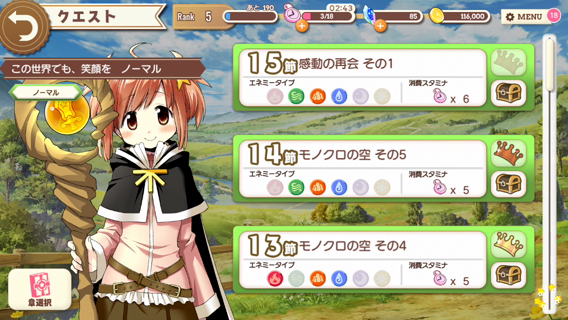 クエスト
Rank 5
あと 190
3/18
02:43
85
116,000
MENU
18
この世界でも、笑顔を ノーマル
ノーマル
章選択
15節 感動の再会 その1
エネミータイプ
消費スタミナ
x 6
14節 モノクロの空 その5
エネミータイプ
消費スタミナ
x 5
13節 モノクロの空 その4
エネミータイプ
消費スタミナ
x 5